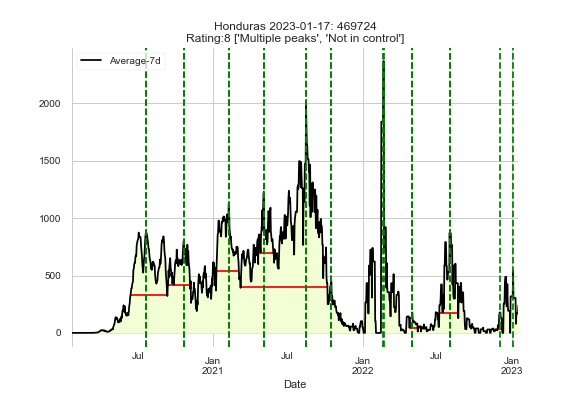 Honduras 2023-01-17: 469724
Rating:8 ['Multiple peaks', 'Not in control']
Average-7d
2000
1500
1000
500
0
Jul
Jan
2021
Jul
Jan
2022
Jul
Jan
2023
Date